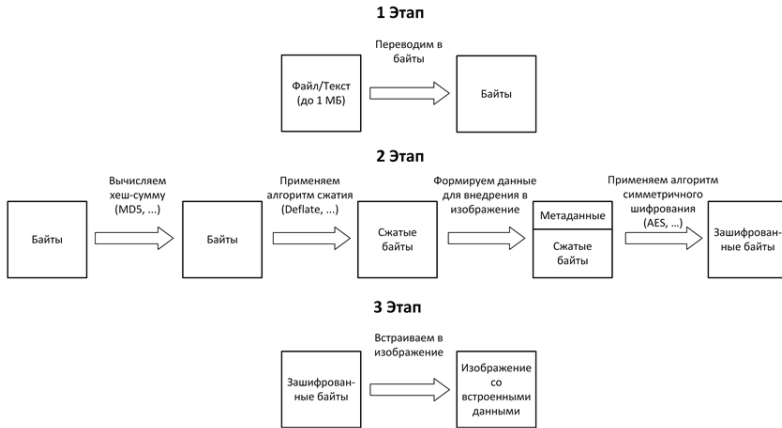 1 Этап
Переводим в
байты
Файл/Текст
(до 1 МБ)
Байты
2 Этап
Вычисляем
хеш-сумму
(MD5, ...)
Применяем
алгоритм сжатия
(Deflate, ...)
Формируем данные
для внедрения в
изображение
Применяем алгоритм
симметричного
шифрования
(AES, ...)
Байты
Байты
Сжатые
байты
Метаданные
Сжатые
байты
Зашифрован-
ные байты
3 Этап
Встраиваем в
изображение
Зашифрован-
ные байты
Изображение
со
встроенными
данными